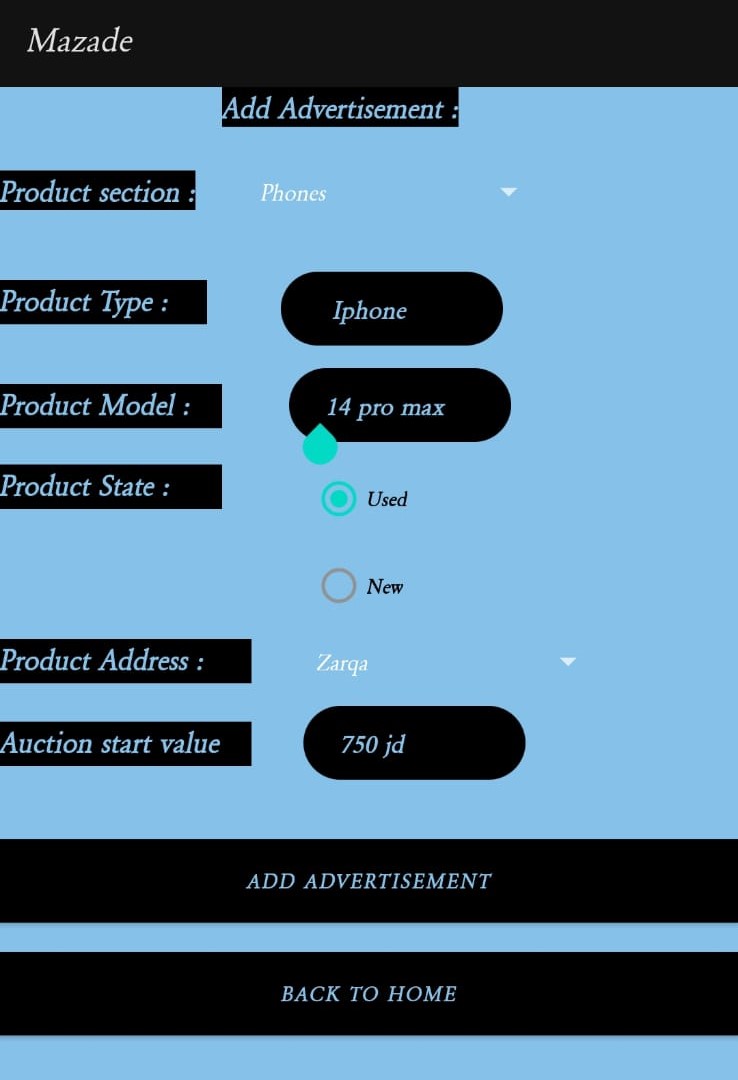 Mazade
Add Advertisement :
Product section : Phones
Product Type : Iphone
Product Model : 14 pro max
Product State : Used
New
Product Address : Zarqa
Auction start value 750 jd
ADD ADVERTISEMENT
BACK TO HOME